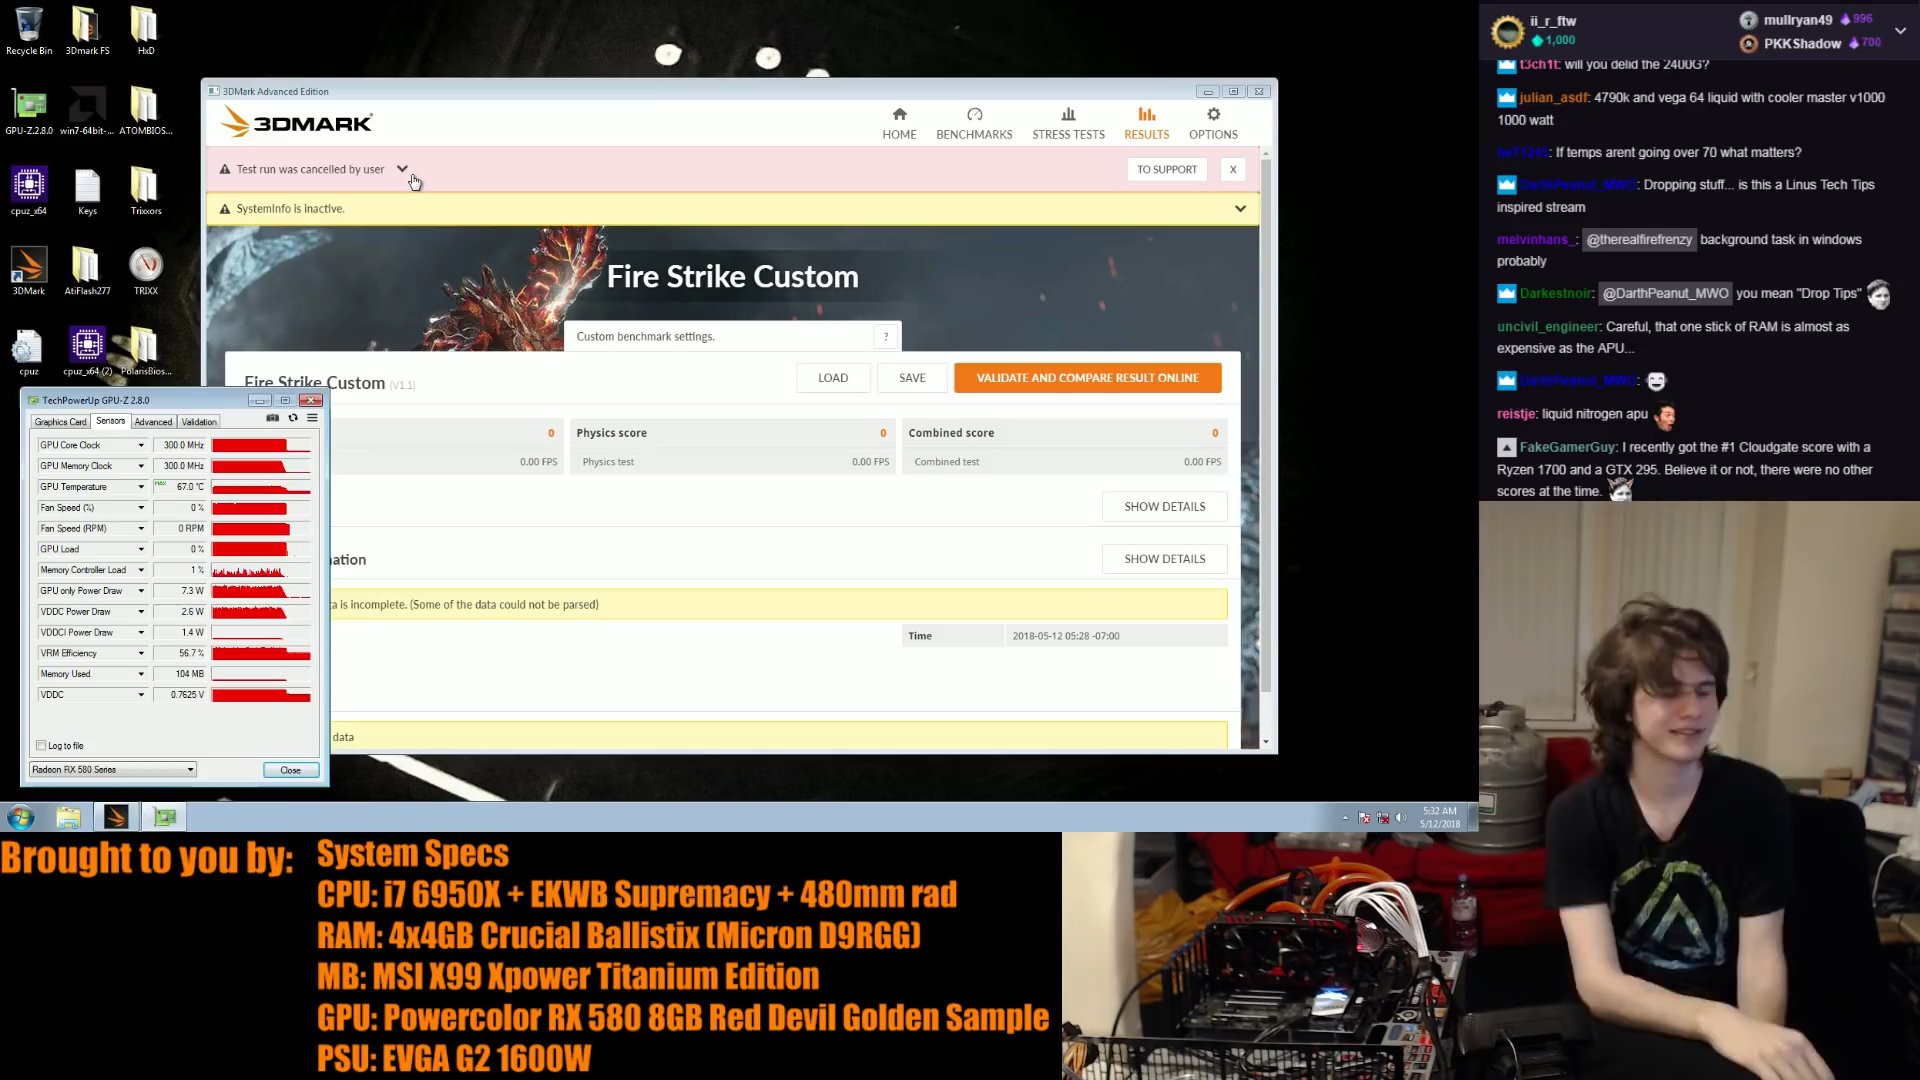 Recycle Bin
3Dmark FS
HxD
GPU-Z.2.8.0
win7-64bit-...
ATOMBIOS...
cpuz_x64
Keys
Trixxors
3DMark
AtiFlash277
TRIXX
cpuz
cpuz_x64 (2)
PolarisBios...
3DMark Advanced Edition
3DMARK
HOME
BENCHMARKS
STRESS TESTS
RESULTS
OPTIONS
Test run was cancelled by user
TO SUPPORT
X
SystemInfo is inactive.
Fire Strike Custom
Custom benchmark settings.
?
Fire Strike Custom (V1.1)
LOAD
SAVE
VALIDATE AND COMPARE RESULT ONLINE
0
Physics score 0
Combined score 0
0.00 FPS
Physics test 0.00 FPS
Combined test 0.00 FPS
SHOW DETAILS
ation
SHOW DETAILS
ta is incomplete. (Some of the data could not be parsed)
Time 2018-05-12 05:28 -07:00
data
TechPowerUp GPU-Z 2.8.0
Graphics Card
Sensors
Advanced
Validation
GPU Core Clock 300.0 MHz
GPU Memory Clock 300.0 MHz
GPU Temperature MAX 67.0 °C
Fan Speed (%) 0 %
Fan Speed (RPM) 0 RPM
GPU Load 0 %
Memory Controller Load 1 %
GPU only Power Draw 7.3 W
VDDC Power Draw 2.6 W
VDDCI Power Draw 1.4 W
VRM Efficiency 56.7 %
Memory Used 104 MB
VDDC 0.7625 V
Log to file
Radeon RX 580 Series
Close
5:32 AM
5/12/2018
ii_r_ftw
1,000
mullryan49 996
PKKShadow 700
t3ch1t: will you delid the 2400G?
julian_asdf: 4790k and vega 64 liquid with cooler master v1000
1000 watt
: If temps arent going over 70 what matters?
DarthPeanut_MWO: Dropping stuff... is this a Linus Tech Tips
inspired stream
melvinhans_: @therealfirefrenzy background task in windows
probably
Darkestnoir: @DarthPeanut_MWO you mean "Drop Tips"
uncivil_engineer: Careful, that one stick of RAM is almost as
expensive as the APU...
DarthPeanut_MWO:
reistje: liquid nitrogen apu
FakeGamerGuy: I recently got the #1 Cloudgate score with a
Ryzen 1700 and a GTX 295. Believe it or not, there were no other
scores at the time.
Brought to you by:
System Specs
CPU: i7 6950X + EKWB Supremacy + 480mm rad
RAM: 4x4GB Crucial Ballistix (Micron D9RGG)
MB: MSI X99 Xpower Titanium Edition
GPU: Powercolor RX 580 8GB Red Devil Golden Sample
PSU: EVGA G2 1600W